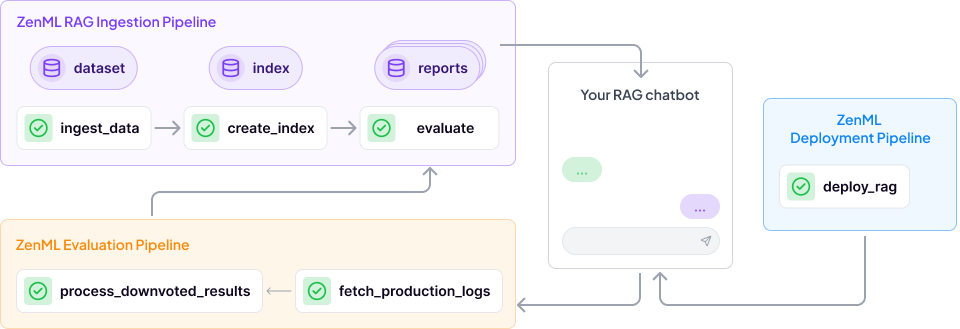 ZenML RAG Ingestion Pipeline
dataset
index
reports
ingest_data
create_index
evaluate
Your RAG chatbot
...
...
ZenML
Deployment Pipeline
deploy_rag
ZenML Evaluation Pipeline
process_downvoted_results
fetch_production_logs